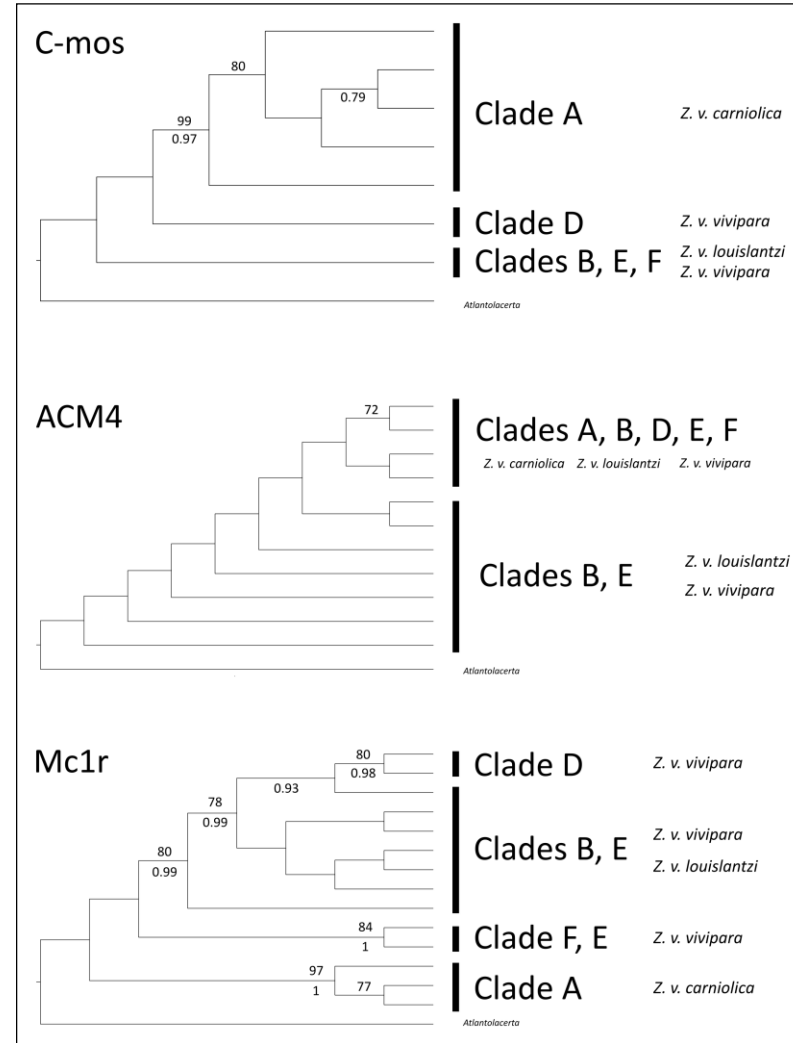 C-mos
80
0.79
Clade A
Z. v. carniolica
99
0.97
Clade D
Z. v. vivipara
Clades B, E, F
Z. v. louislantzi
Z. v. vivipara
Atlantolacerta
ACM4
72
Clades A, B, D, E, F
Z. v. carniolica Z. v. louislantzi Z. v. vivipara
Clades B, E
Z. v. louislantzi
Z. v. vivipara
Atlantolacerta
Mc1r
80
0.98
Clade D
Z. v. vivipara
0.93
78
0.99
Clades B, E
Z. v. vivipara
Z. v. louislantzi
80
0.99
84
1
Clade F, E
Z. v. vivipara
97
1
77
Clade A
Z. v. carniolica
Atlantolacerta